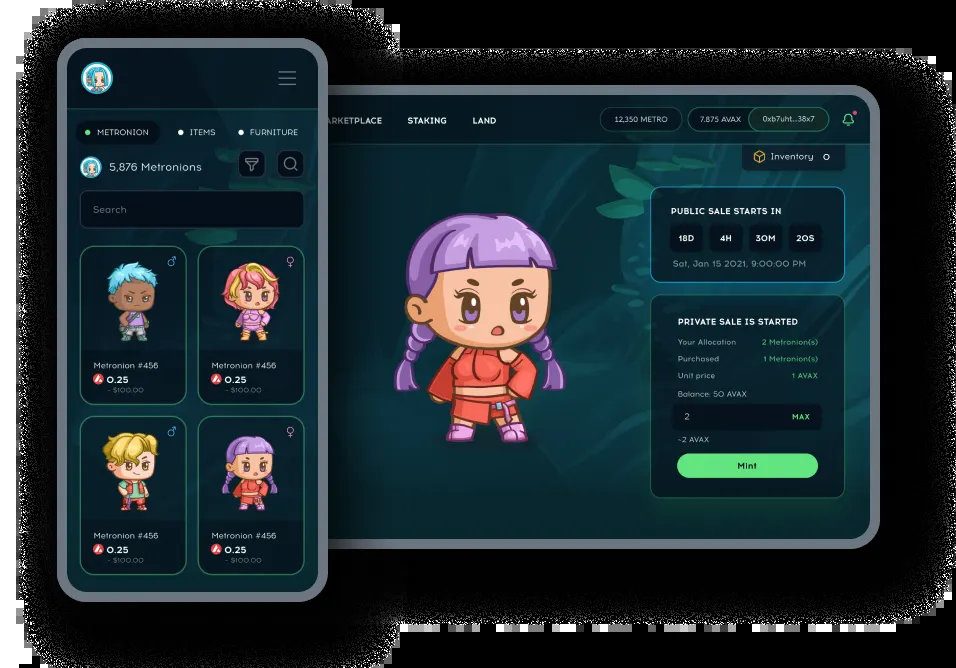 METRONION ITEMS FURNITURE
5,876 Metronions
Search
Metronion #456
0.25
~ $100.00
Metronion #456
0.25
~ $100.00
Metronion #456
0.25
~ $100.00
Metronion #456
0.25
~ $100.00
ARKETPLACE STAKING LAND
12,350 METRO
7.875 AVAX 0xb7uht...38x7
Inventory 0
PUBLIC SALE STARTS IN
18D 4H 30M 20S
Sat, Jan 15 2021, 9:00:00 PM
PRIVATE SALE IS STARTED
Your Allocation 2 Metronion(s)
Purchased 1 Metronion(s)
Unit price 1 AVAX
Balance: 50 AVAX
2 MAX
~2 AVAX
Mint